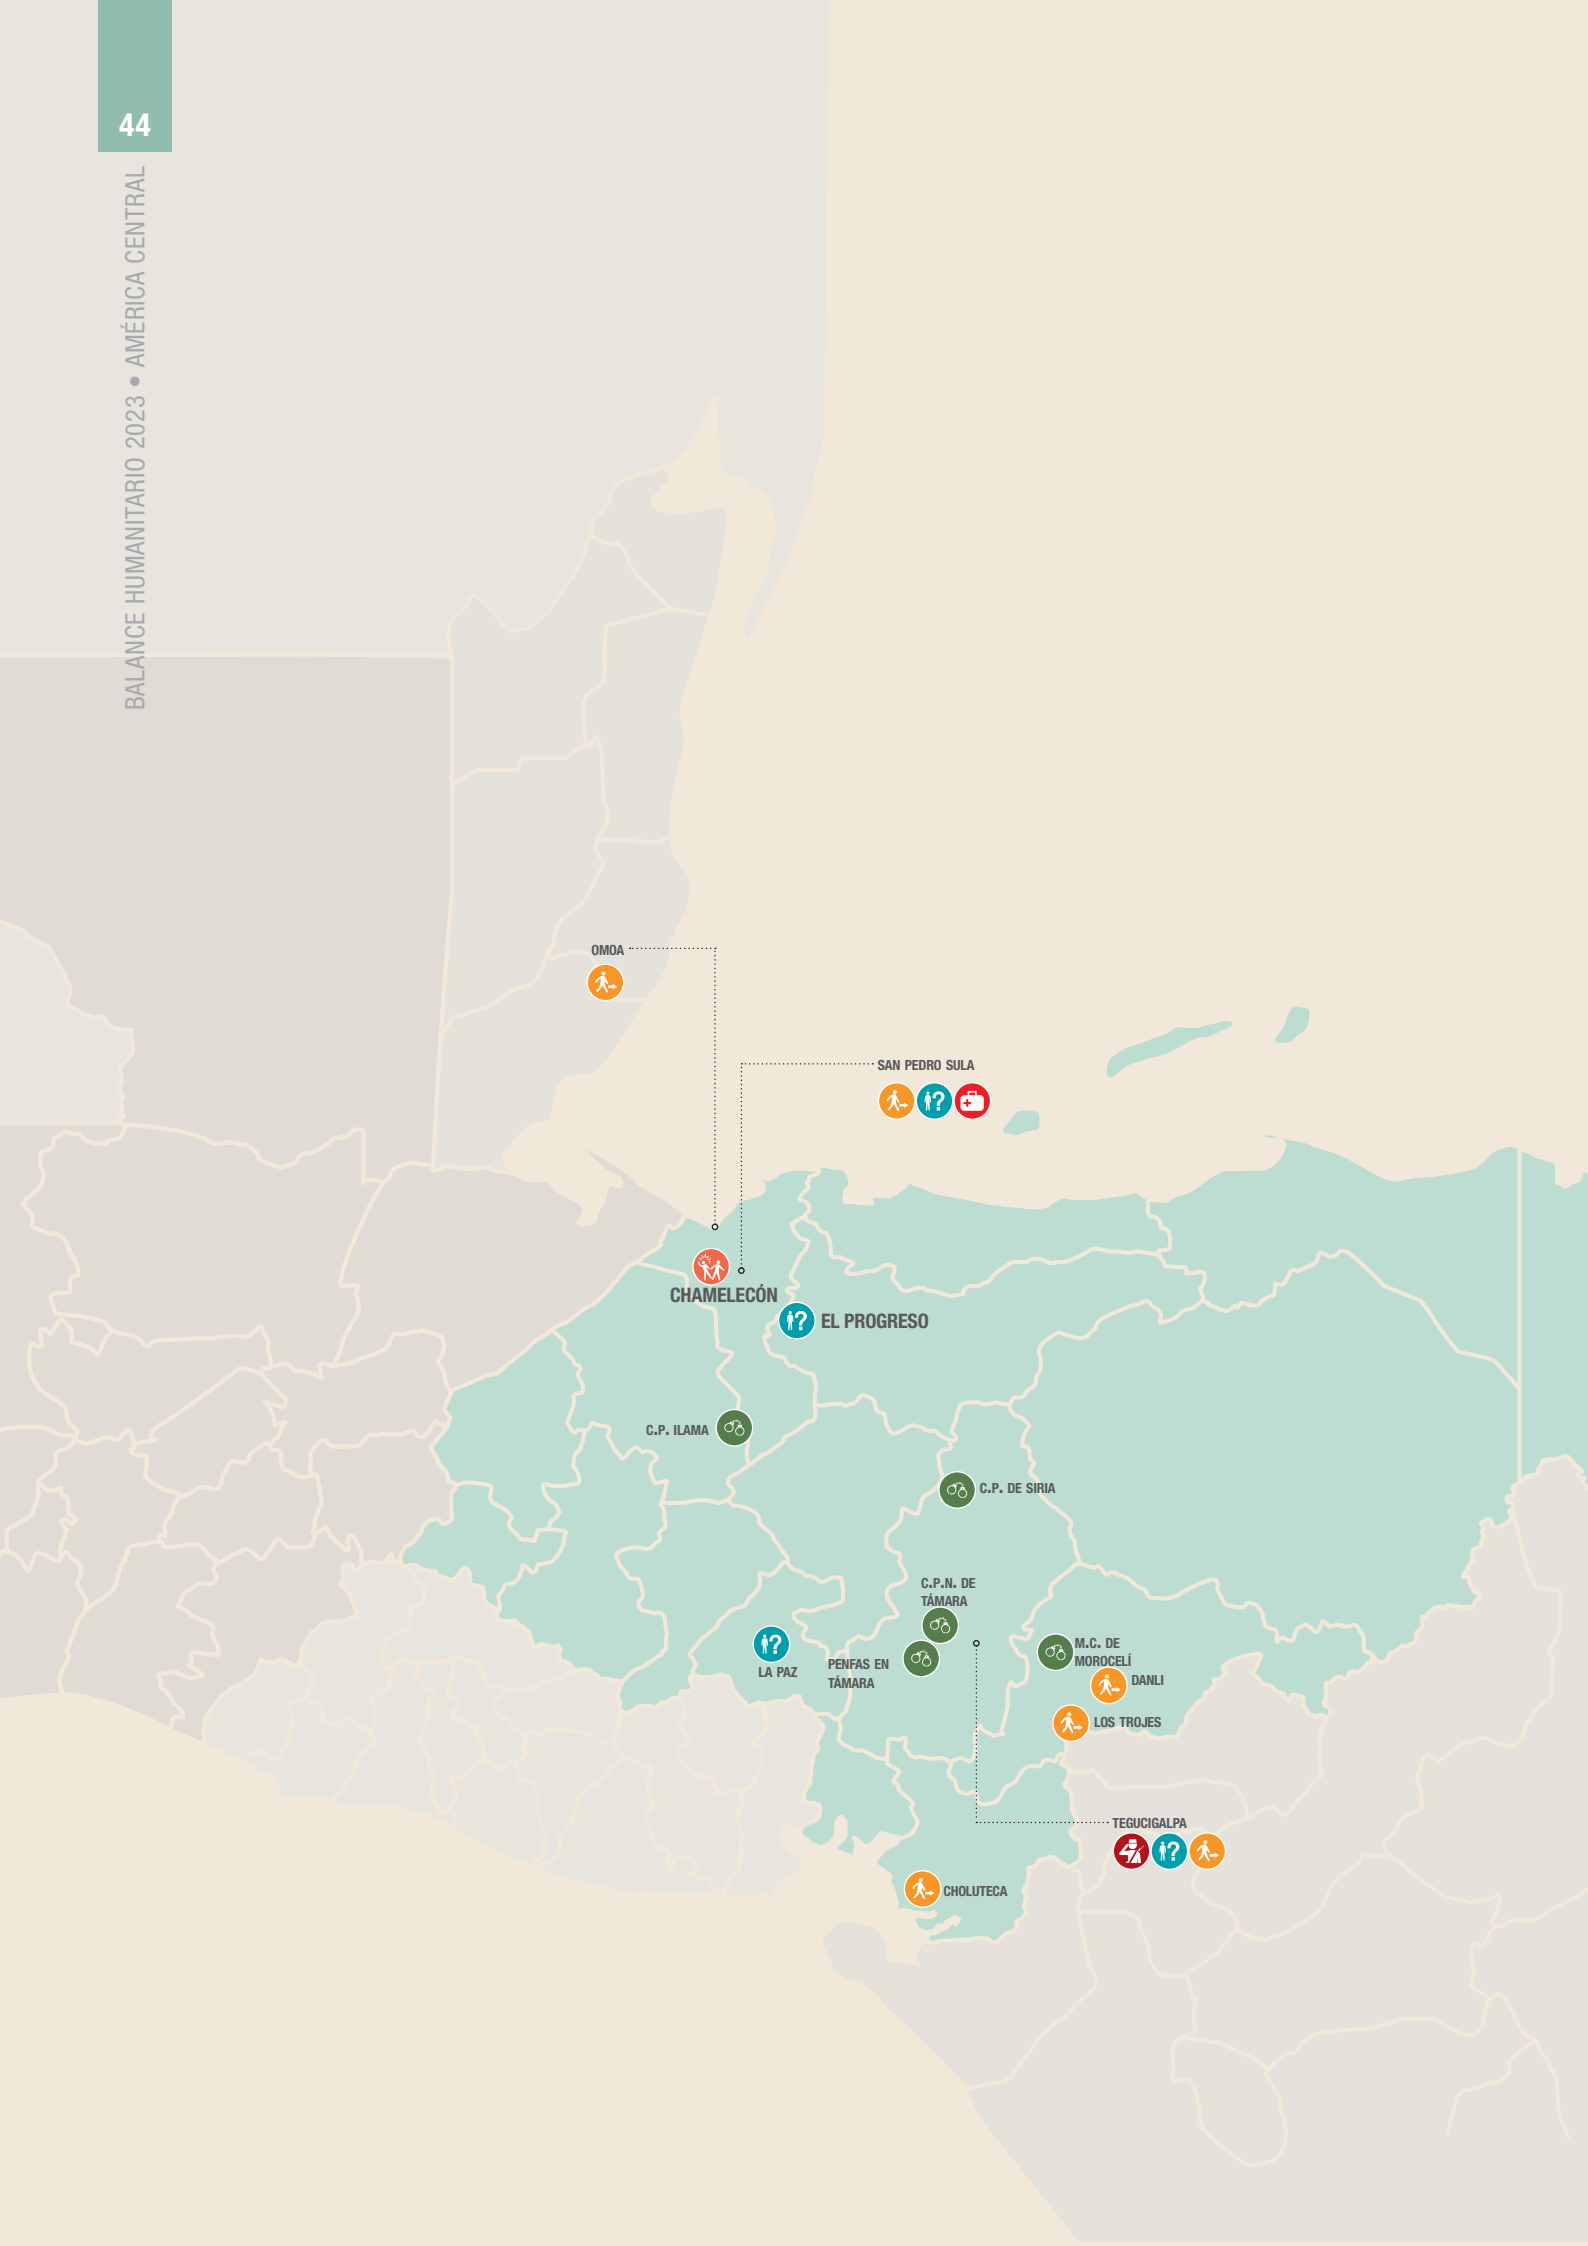 44
BALANCE HUMANITARIO 2023 • AMÉRICA CENTRAL
OMOA
SAN PEDRO SULA
CHAMELECÓN
EL PROGRESO
C.P. ILAMA
C.P. DE SIRIA
C.P.N. DE
TÁMARA
LA PAZ
PENFAS EN
TÁMARA
M.C. DE
MOROCELÍ
DANLI
LOS TROJES
TEGUCIGALPA
CHOLUTECA